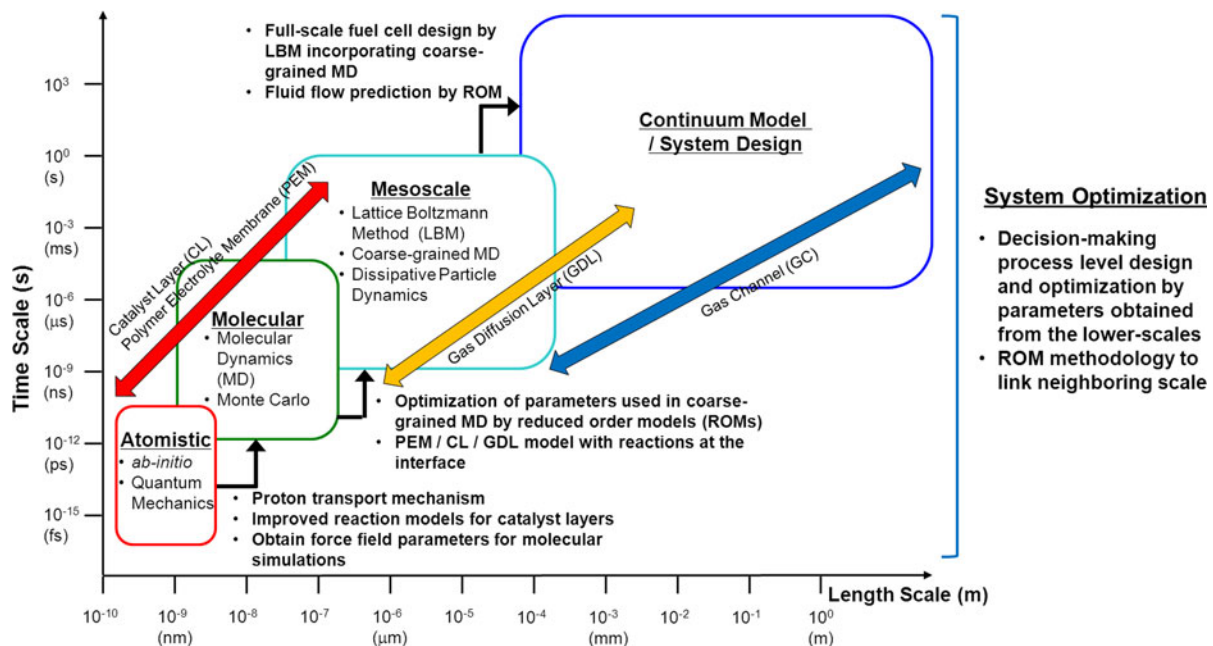 • Full-scale fuel cell design by
LBM incorporating coarse-
grained MD
• Fluid flow prediction by ROM
Continuum Model
/ System Design
Mesoscale
• Lattice Boltzmann
Method (LBM)
• Coarse-grained MD
• Dissipative Particle
Dynamics
Catalyst Layer (CL)
Polymer Electrolyte Membrane (PEM)
Molecular
• Molecular
Dynamics
(MD)
• Monte Carlo
Gas Diffusion Layer (GDL)
Gas Channel (GC)
Atomistic
• ab-initio
• Quantum
Mechanics
• Optimization of parameters used in coarse-
grained MD by reduced order models (ROMs)
• PEM / CL / GDL model with reactions at the
interface
• Proton transport mechanism
• Improved reaction models for catalyst layers
• Obtain force field parameters for molecular
simulations
System Optimization
• Decision-making
process level design
and optimization by
parameters obtained
from the lower-scales
• ROM methodology to
link neighboring scale
Time Scale (s)
10³
10⁰
(s)
10⁻³
(ms)
10⁻⁶
(μs)
10⁻⁹
(ns)
10⁻¹²
(ps)
10⁻¹⁵
(fs)
Length Scale (m)
10⁻¹⁰ 10⁻⁹ 10⁻⁸ 10⁻⁷ 10⁻⁶ 10⁻⁵ 10⁻⁴ 10⁻³ 10⁻² 10⁻¹ 10⁰
(nm) (μm) (mm) (m)